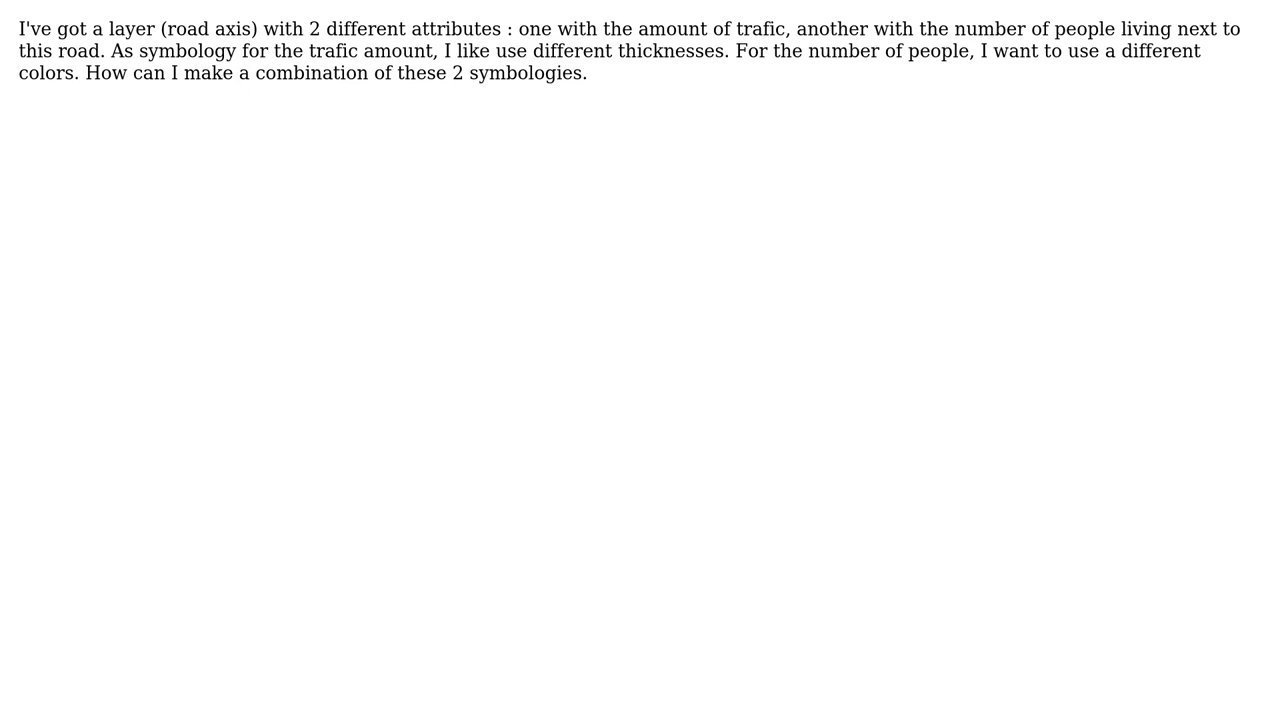 I've got a layer (road axis) with 2 different attributes : one with the amount of trafic, another with the number of people living next to
this road. As symbology for the trafic amount, I like use different thicknesses. For the number of people, I want to use a different
colors. How can I make a combination of these 2 symbologies.